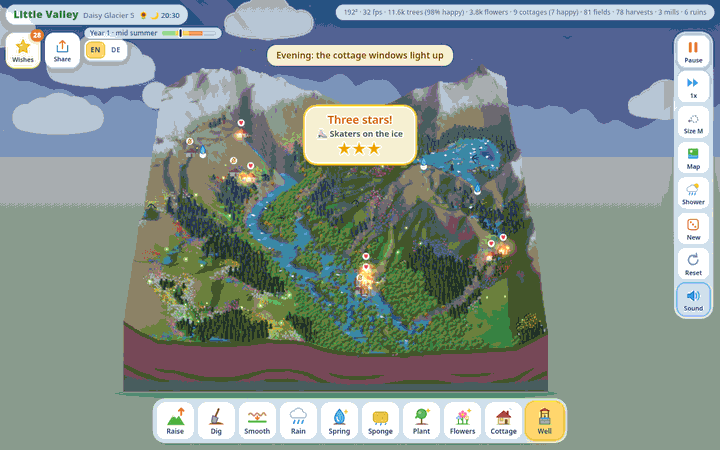 Little Valley Daisy Glacier 5 20:30
192² · 32 fps · 11.6k trees (98% happy) · 3.8k flowers · 9 cottages (7 happy) · 81 fields · 78 harvests · 3 mills · 6 ruins
Year 1 · mid summer
28
Wishes
Share
EN
DE
Evening: the cottage windows light up
Three stars!
Skaters on the ice
Pause
1x
Size M
Map
Shower
New
Reset
Sound
Raise
Dig
Smooth
Rain
Spring
Sponge
Plant
Flowers
Cottage
Well